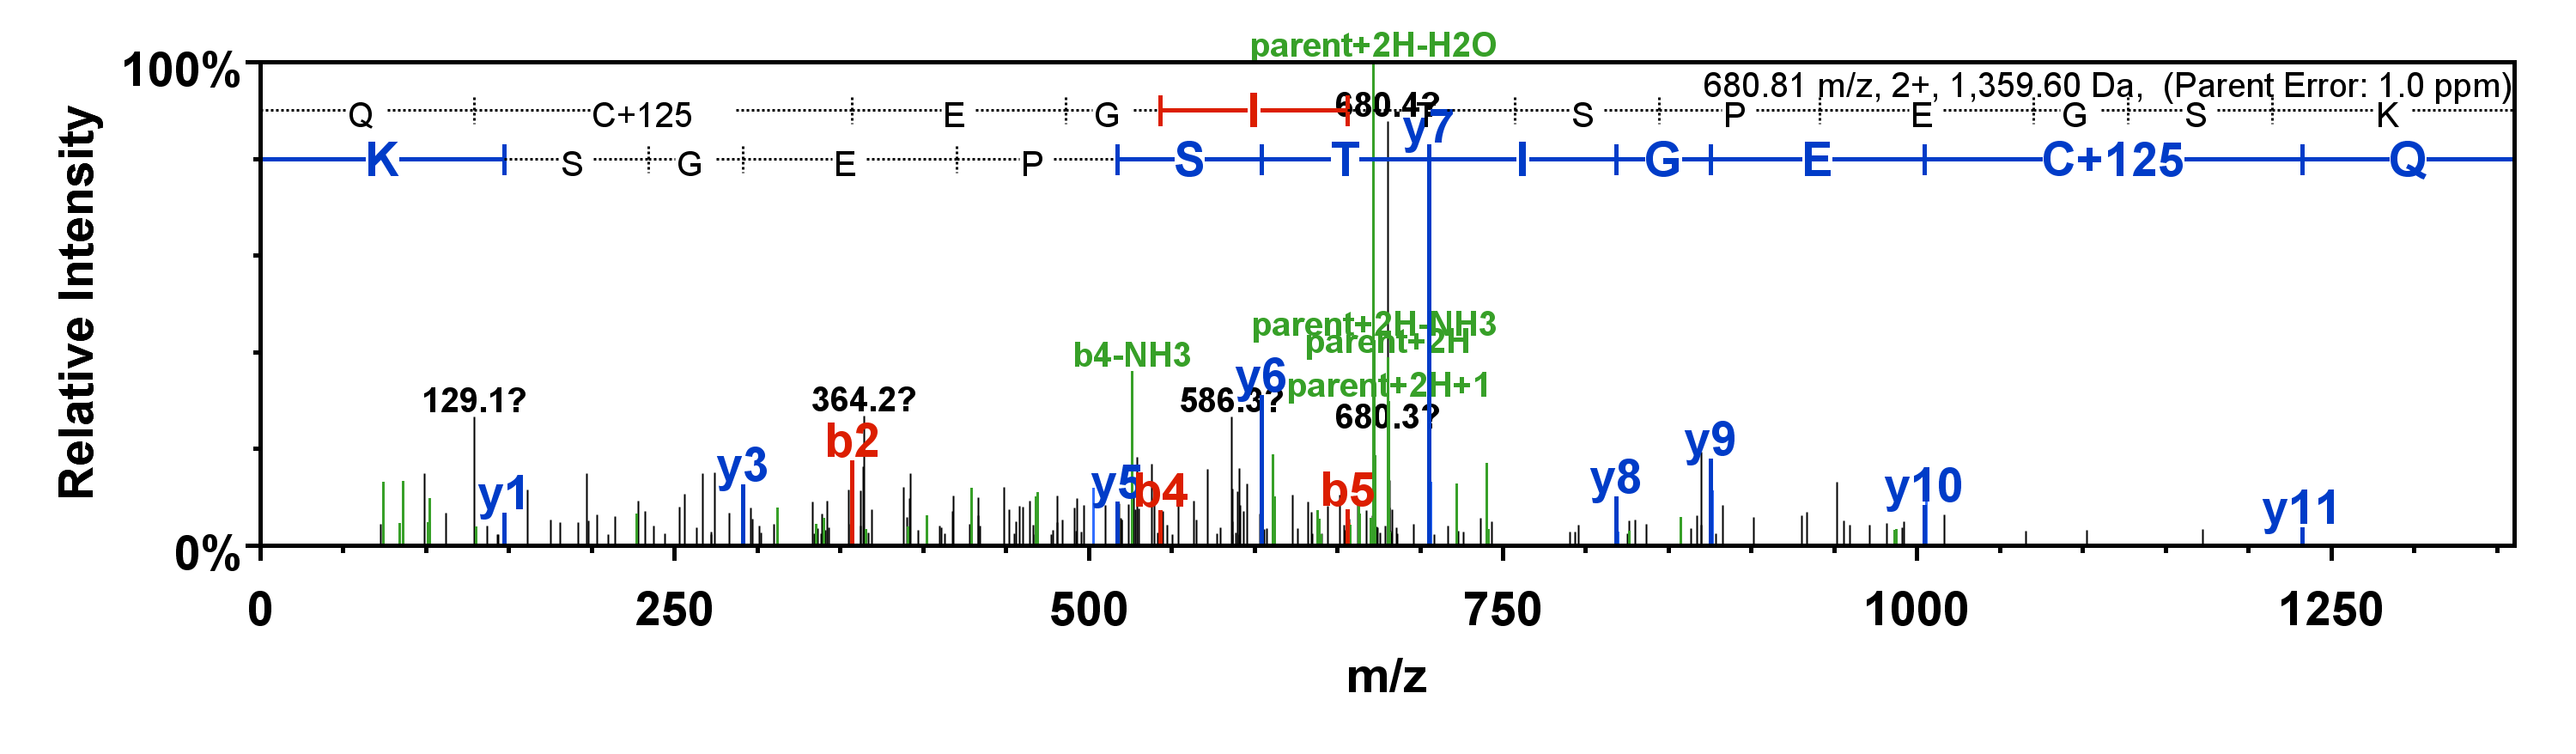 parent+2H-H2O
100%
680.81 m/z, 2+, 1,359.60 Da, (Parent Error: 1.0 ppm)
Q C+125 E G I T S P E G S K
680.4?
y7
K S G E P S T I G E C+125 Q
parent+2H-NH3
parent+2H
b4-NH3
y6
parent+2H+1
129.1? 364.2? 586.3?
680.3?
b2 y3 y9
y1 y5 b4 b5 y8 y10 y11
Relative Intensity
0%
0 250 500 750 1000 1250
m/z